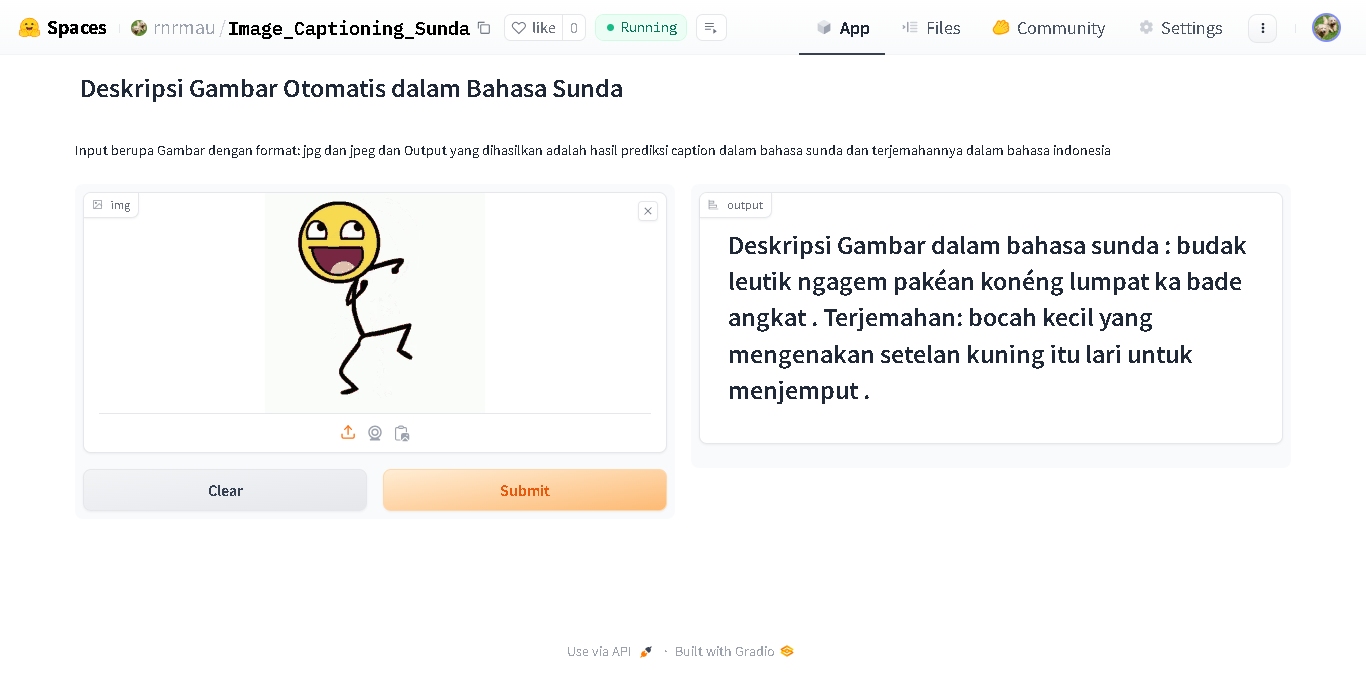 Spaces
rnrmau/Image_Captioning_Sunda
like 0
Running
App
Files
Community
Settings
Deskripsi Gambar Otomatis dalam Bahasa Sunda
Input berupa Gambar dengan format: jpg dan jpeg dan Output yang dihasilkan adalah hasil prediksi caption dalam bahasa sunda dan terjemahannya dalam bahasa indonesia
img
Clear
Submit
output
Deskripsi Gambar dalam bahasa sunda : budak
leutik ngagem pakéan konéng lumpat ka bade
angkat . Terjemahan: bocah kecil yang
mengenakan setelan kuning itu lari untuk
menjemput .
Use via API · Built with Gradio